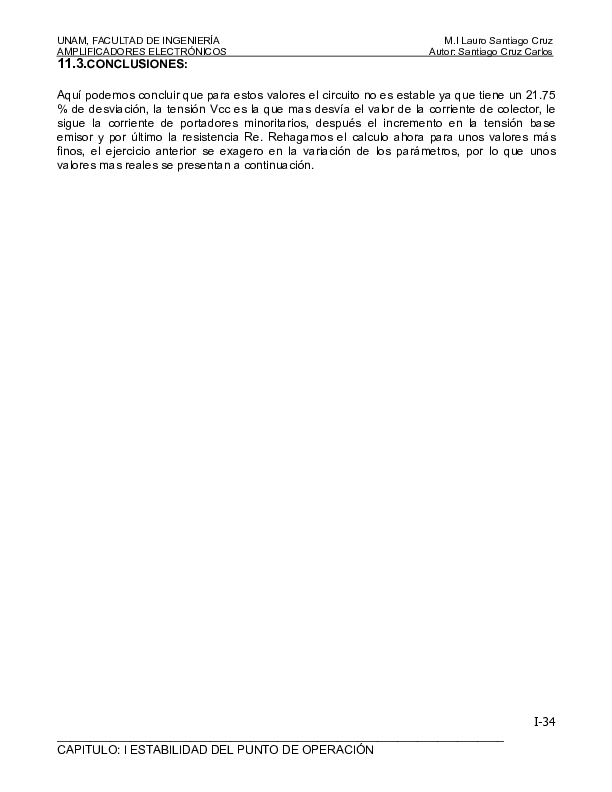 UNAM, FACULTAD DE INGENIERÍA M.I Lauro Santiago Cruz
AMPLIFICADORES ELECTRÓNICOS Autor: Santiago Cruz Carlos
11.3.CONCLUSIONES:
Aquí podemos concluir que para estos valores el circuito no es estable ya que tiene un 21.75
% de desviación, la tensión Vcc es la que mas desvía el valor de la corriente de colector, le
sigue la corriente de portadores minoritarios, después el incremento en la tensión base
emisor y por último la resistencia Re. Rehagamos el calculo ahora para unos valores más
finos, el ejercicio anterior se exagero en la variación de los parámetros, por lo que unos
valores mas reales se presentan a continuación.
I-34
CAPITULO: I ESTABILIDAD DEL PUNTO DE OPERACIÓN